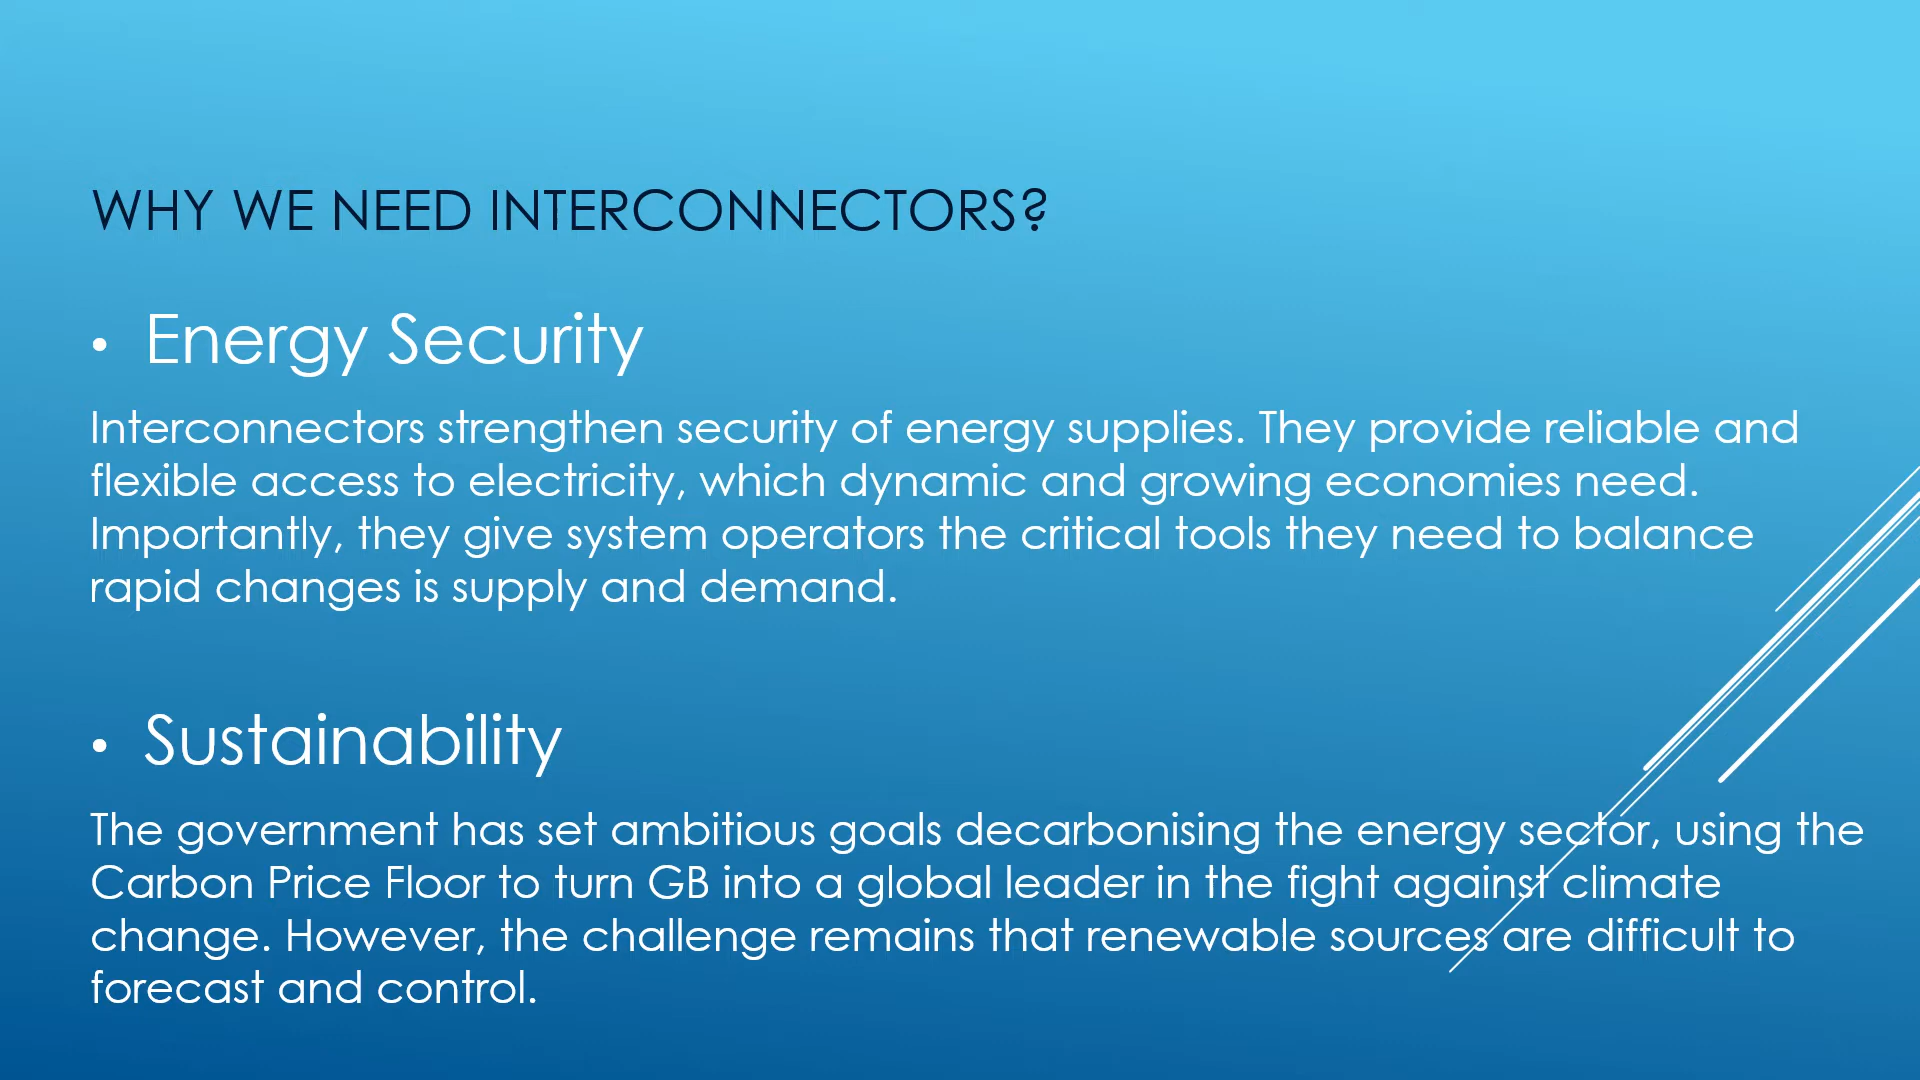 WHY WE NEED INTERCONNECTORS?
• Energy Security
Interconnectors strengthen security of energy supplies. They provide reliable and
flexible access to electricity, which dynamic and growing economies need.
Importantly, they give system operators the critical tools they need to balance
rapid changes is supply and demand.
• Sustainability
The government has set ambitious goals decarbonising the energy sector, using the
Carbon Price Floor to turn GB into a global leader in the fight against climate
change. However, the challenge remains that renewable sources are difficult to
forecast and control.